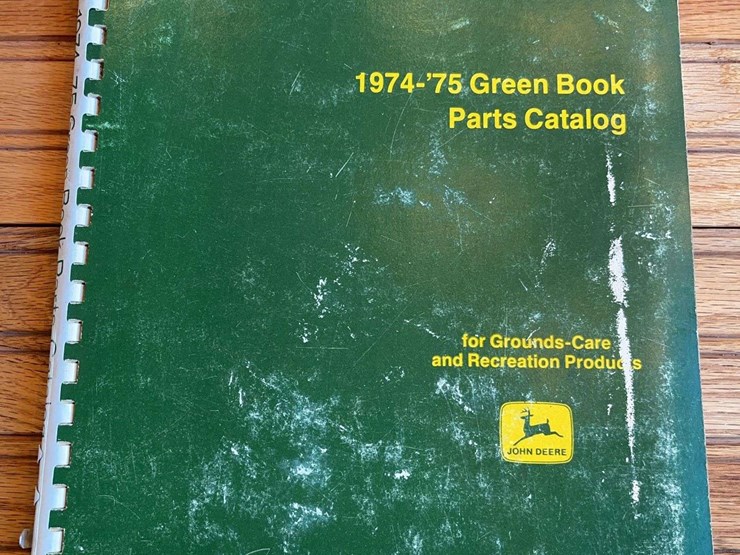 1974-'75 Green Book
Parts Catalog
for Grounds-Care
and Recreation Products
JOHN DEERE